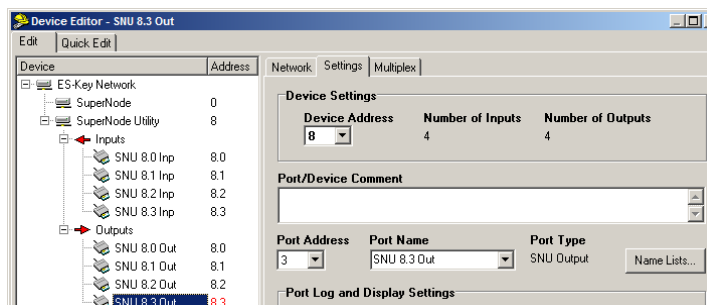 Device Editor - SNU 8.3 Out
Edit Quick Edit
Device Address
ES-Key Network
SuperNode 0
SuperNode Utility 8
Inputs
SNU 8.0 Inp 8.0
SNU 8.1 Inp 8.1
SNU 8.2 Inp 8.2
SNU 8.3 Inp 8.3
Outputs
SNU 8.0 Out 8.0
SNU 8.1 Out 8.1
SNU 8.2 Out 8.2
SNU 8.3 Out 8.3
Network Settings Multiplex
Device Settings
Device Address Number of Inputs Number of Outputs
8 4 4
Port/Device Comment
Port Address Port Name Port Type
3 SNU 8.3 Out SNU Output Name Lists...
Port Log and Display Settings